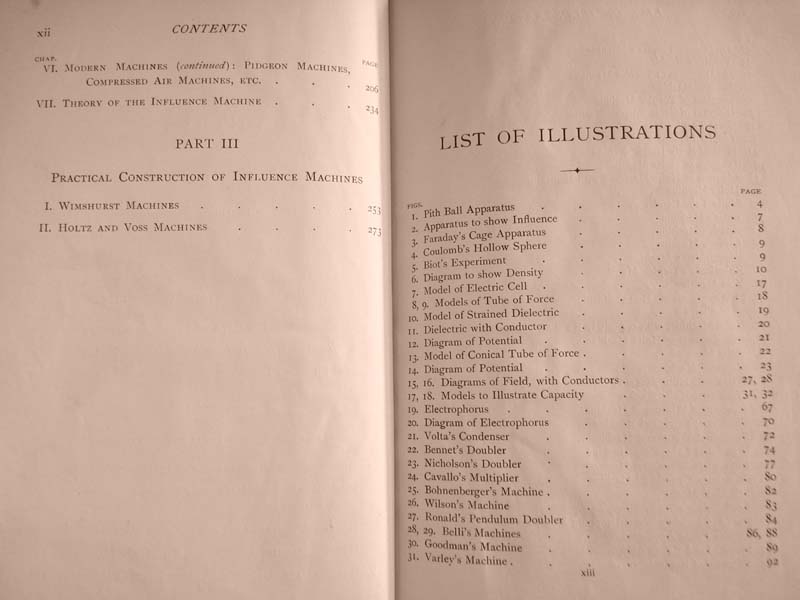 xii
CONTENTS
CHAP.
PAGE
VI. Modern Machines (continued): Pidgeon Machines,
Compressed Air Machines, etc. . . . 206
VII. Theory of the Influence Machine . . . 234
PART III
Practical Construction of Influence Machines
I. Wimshurst Machines . . . . . 253
II. Holtz and Voss Machines . . . . 273
LIST OF ILLUSTRATIONS
FIGS.
PAGE
1. Pith Ball Apparatus . . . . . . 4
2. Apparatus to show Influence . . . . . 7
3. Faraday's Cage Apparatus . . . . . 8
4. Coulomb's Hollow Sphere . . . . . 9
5. Biot's Experiment . . . . . . 9
6. Diagram to show Density . . . . . 10
7. Model of Electric Cell . . . . . . 17
8, 9. Models of Tube of Force . . . . . 18
10. Model of Strained Dielectric . . . . . 19
11. Dielectric with Conductor . . . . . 20
12. Diagram of Potential . . . . . . 21
13. Model of Conical Tube of Force . . . . . 22
14. Diagram of Potential . . . . . . 23
15, 16. Diagrams of Field, with Conductors . . . 27, 28
17, 18. Models to Illustrate Capacity . . . 31, 32
19. Electrophorus . . . . . . . 67
20. Diagram of Electrophorus . . . . . 70
21. Volta's Condenser . . . . . . 72
22. Bennet's Doubler . . . . . . 74
23. Nicholson's Doubler . . . . . . 77
24. Cavallo's Multiplier . . . . . . 80
25. Bohnenberger's Machine . . . . . . 82
26. Wilson's Machine . . . . . . 83
27. Ronald's Pendulum Doubler . . . . . 84
28, 29. Belli's Machines . . . . . 86, 88
30. Goodman's Machine . . . . . . 89
31. Varley's Machine . . . . . . 92
xiii